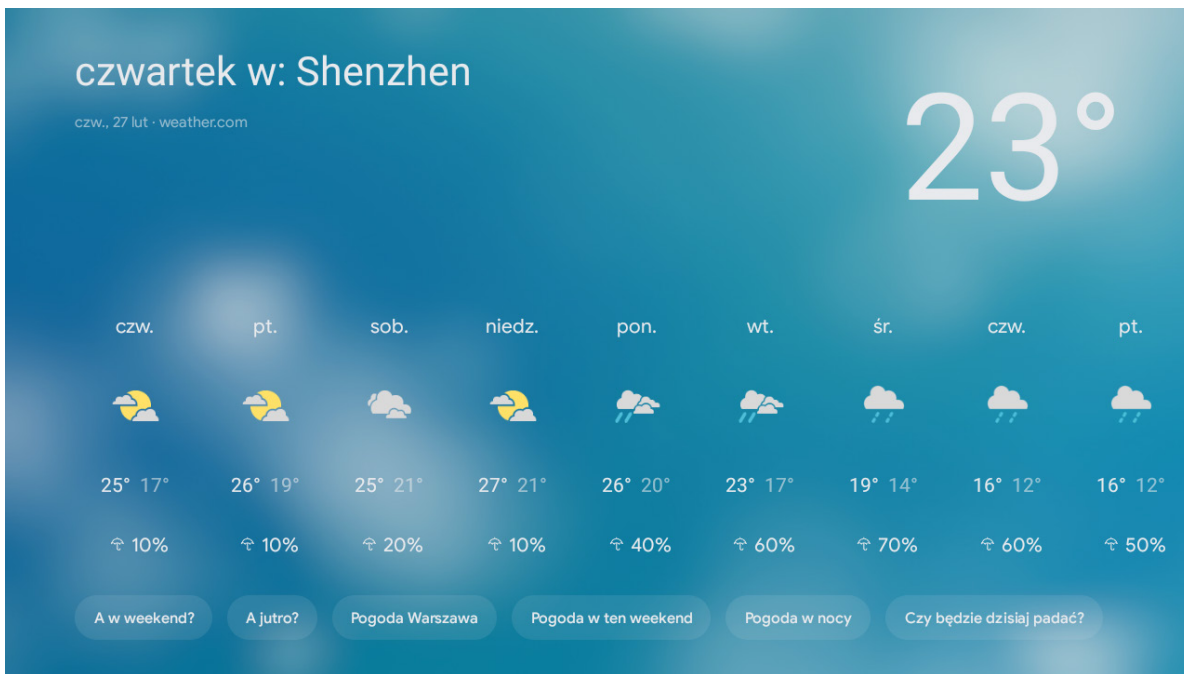 czwartek w: Shenzhen
czw., 27 lut · weather.com
23°
czw. pt. sob. niedz. pon. wt. śr. czw. pt.
25° 17° 26° 19° 25° 21° 27° 21° 26° 20° 23° 17° 19° 14° 16° 12° 16° 12°
10% 10% 20% 10% 40% 60% 70% 60% 50%
A w weekend? A jutro? Pogoda Warszawa Pogoda w ten weekend Pogoda w nocy Czy będzie dzisiaj padać?